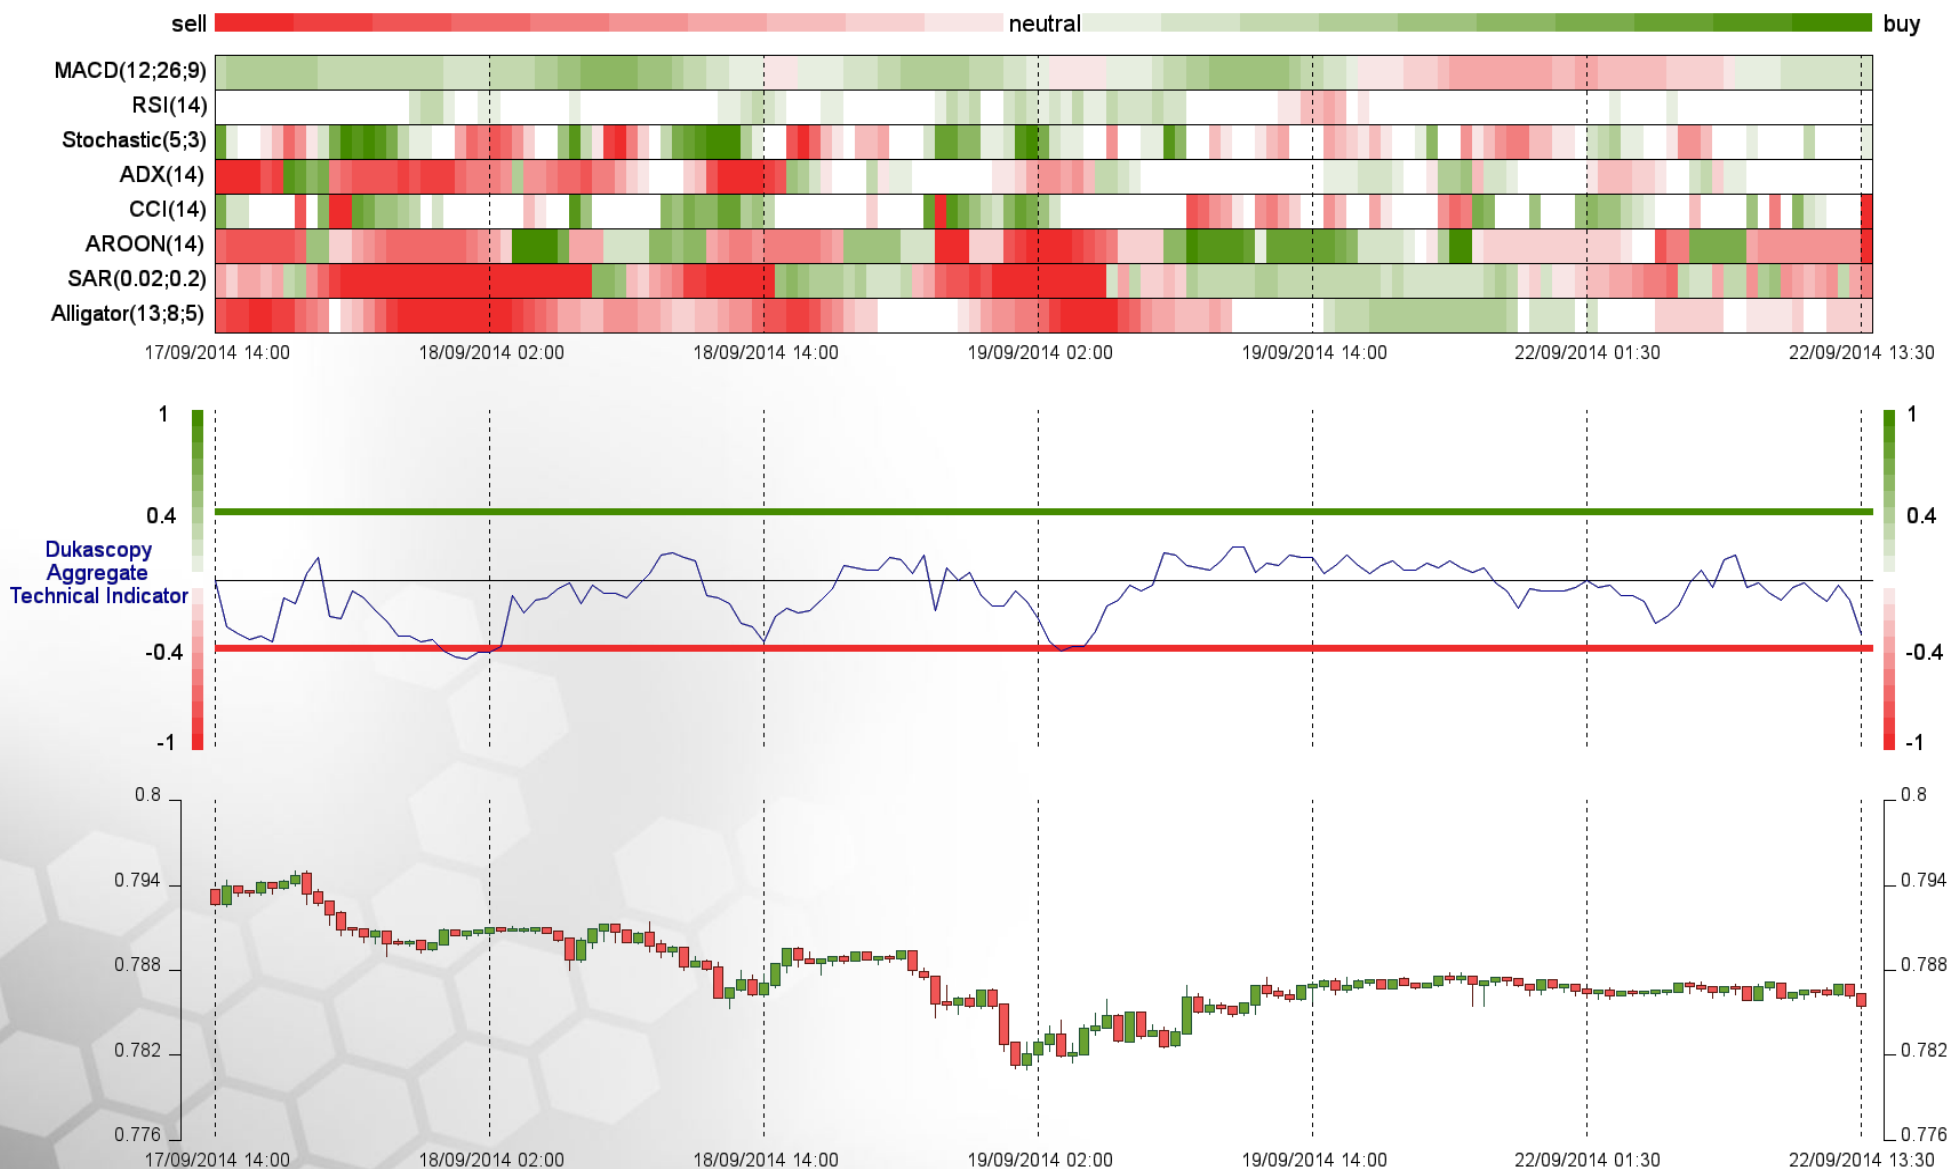 sell neutral buy
MACD(12;26;9)
RSI(14)
Stochastic(5;3)
ADX(14)
CCI(14)
AROON(14)
SAR(0.02;0.2)
Alligator(13;8;5)
17/09/2014 14:00 18/09/2014 02:00 18/09/2014 14:00 19/09/2014 02:00 19/09/2014 14:00 22/09/2014 01:30 22/09/2014 13:30
1 1
0.4 0.4
Dukascopy
Aggregate
Technical Indicator
-0.4 -0.4
-1 -1
0.8 0.8
0.794 0.794
0.788 0.788
0.782 0.782
0.776 0.776
17/09/2014 14:00 18/09/2014 02:00 18/09/2014 14:00 19/09/2014 02:00 19/09/2014 14:00 22/09/2014 01:30 22/09/2014 13:30